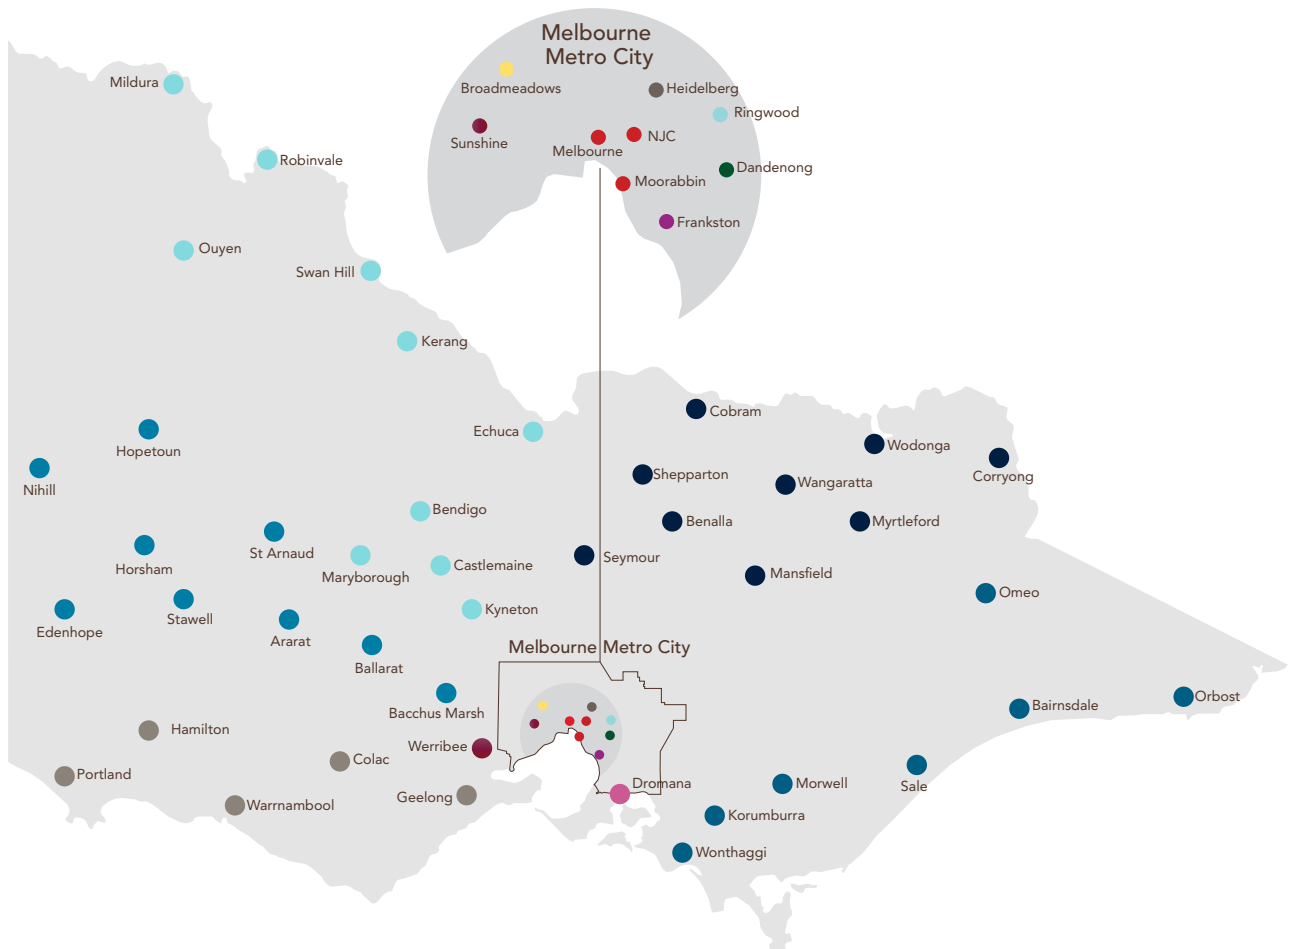 Melbourne
Metro City
Mildura
Broadmeadows
Heidelberg
Ringwood
Sunshine
Melbourne
NJC
Robinvale
Dandenong
Moorabbin
Frankston
Ouyen
Swan Hill
Kerang
Cobram
Echuca
Hopetoun
Wodonga
Nihill
Shepparton
Wangaratta
Corryong
Bendigo
Benalla
Myrtleford
St Arnaud
Seymour
Horsham
Maryborough
Castlemaine
Mansfield
Omeo
Edenhope
Stawell
Kyneton
Ararat
Melbourne Metro City
Ballarat
Orbost
Bairnsdale
Bacchus Marsh
Hamilton
Werribee
Colac
Portland
Dromana
Morwell
Sale
Geelong
Warrnambool
Korumburra
Wonthaggi